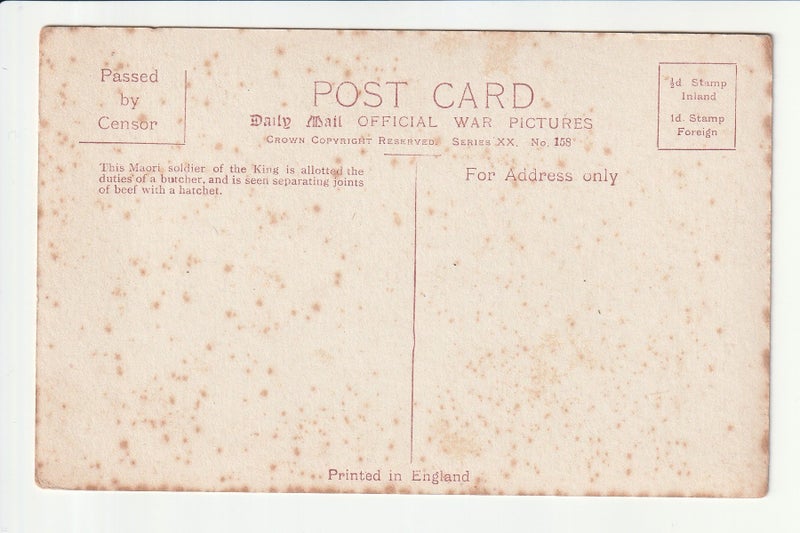 Passed
by
Censor
POST CARD
Daily Mail OFFICIAL WAR PICTURES
CROWN COPYRIGHT RESERVED. SERIES XX. No. 158
½d. Stamp
Inland
1d. Stamp
Foreign
This Maori soldier of the King is allotted the
duties of a butcher, and is seen separating joints
of beef with a hatchet.
For Address only
Printed in England